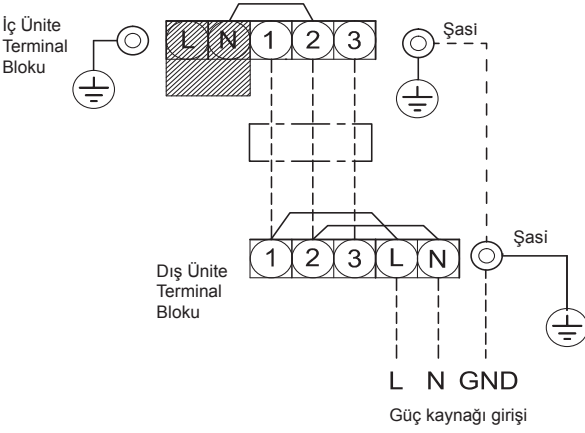 İç Ünite
Terminal
Bloku
L N 1 2 3
Şasi
1 2 3 L N
Şasi
Dış Ünite
Terminal
Bloku
L N GND
Güç kaynağı girişi